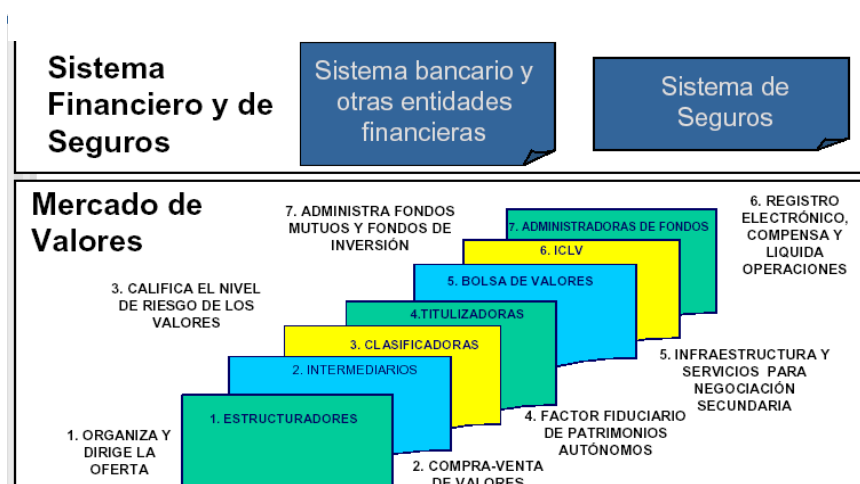 Sistema
Financiero y de
Seguros
Sistema bancario y
otras entidades
financieras
Sistema de
Seguros
Mercado de
Valores
7. ADMINISTRA FONDOS
MUTUOS Y FONDOS DE
INVERSIÓN
6. REGISTRO
ELECTRÓNICO,
COMPENSA Y
LIQUIDA
OPERACIONES
3. CALIFICA EL NIVEL
DE RIESGO DE LOS
VALORES
7. ADMINISTRADORAS DE FONDOS
6. ICLV
5. BOLSA DE VALORES
4.TITULIZADORAS
3. CLASIFICADORAS
2. INTERMEDIARIOS
1. ESTRUCTURADORES
5. INFRAESTRUCTURA Y
SERVICIOS PARA
NEGOCIACIÓN
SECUNDARIA
4. FACTOR FIDUCIARIO
DE PATRIMONIOS
AUTÓNOMOS
1. ORGANIZA Y
DIRIGE LA
OFERTA
2. COMPRA-VENTA
DE VALORES